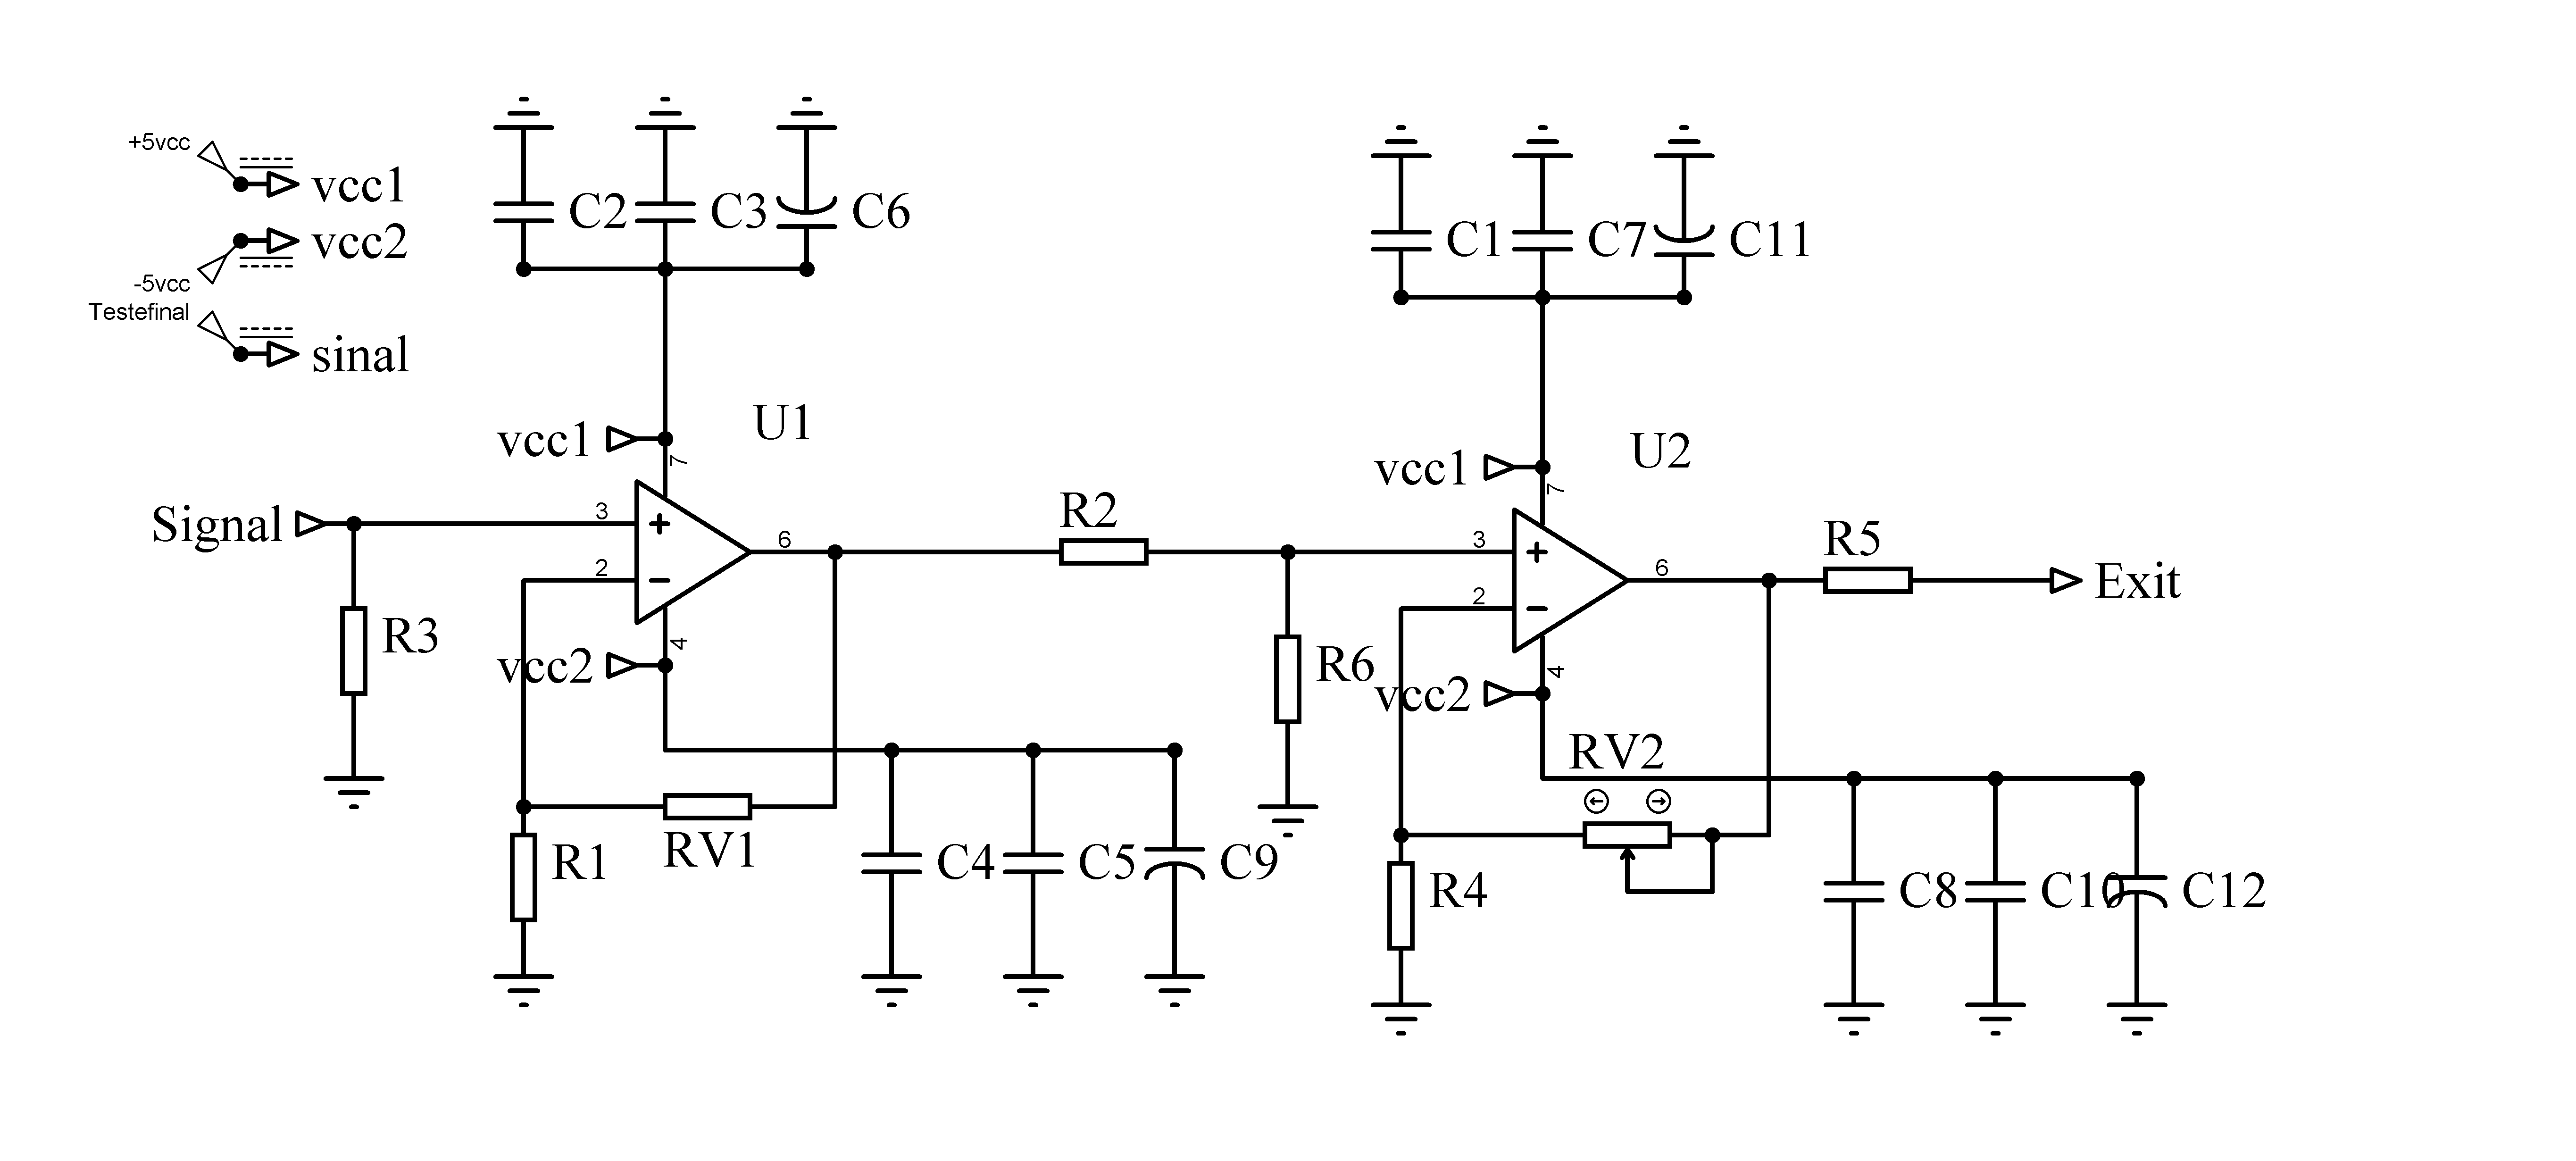 +5vcc
vcc1
vcc2
-5vcc
Testefinal
sinal
C2
C3
C6
C1
C7
C11
vcc1
7
U1
vcc1
7
U2
Signal
3
+
2
−
6
R2
3
+
2
−
6
R5
Exit
R3
vcc2
4
R6
vcc2
4
RV2
R1
RV1
C4
C5
C9
R4
C8
C10
C12